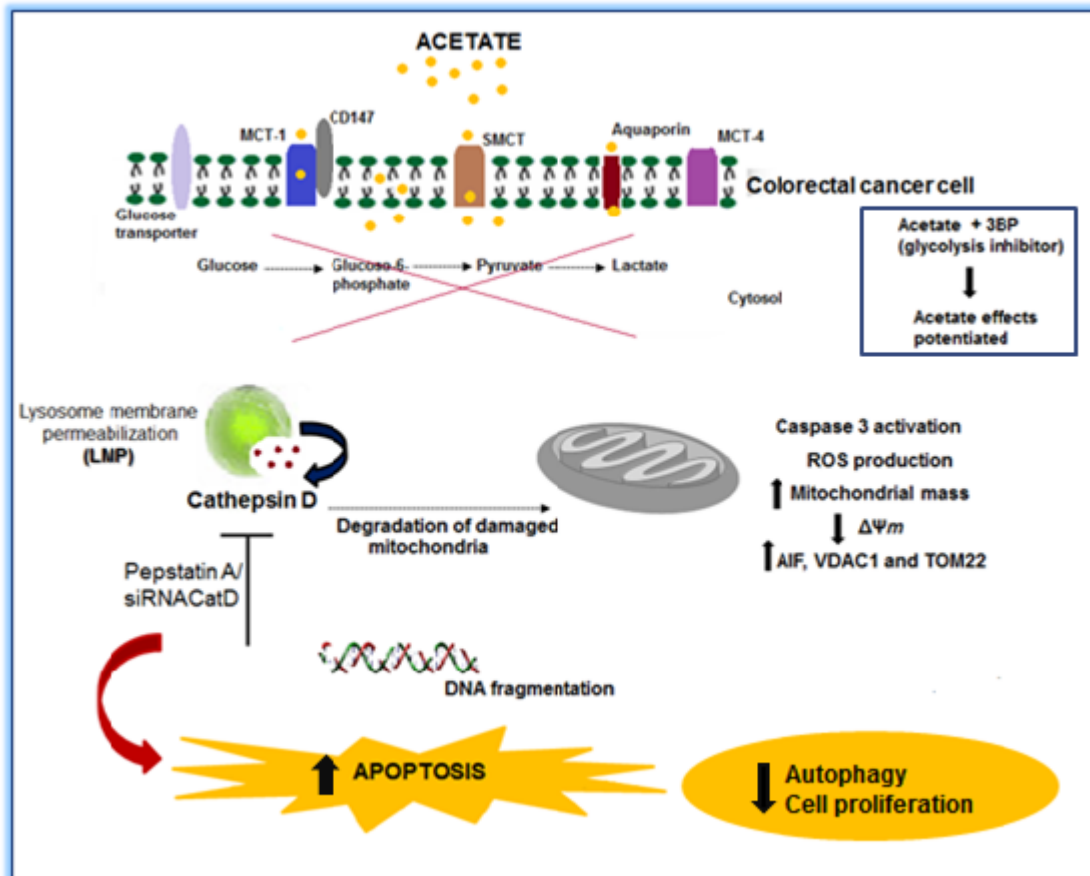 ACETATE
CD147
MCT-1
SMCT
Aquaporin
MCT-4
Colorectal cancer cell
Glucose
transporter
Glucose
Glucose 6-
phosphate
Pyruvate
Lactate
Cytosol
Acetate + 3BP
(glycolysis inhibitor)
Acetate effects
potentiated
Lysosome membrane
permeabilization
(LMP)
Cathepsin D
Degradation of damaged
mitochondria
Caspase 3 activation
ROS production
Mitochondrial mass
ΔΨm
AIF, VDAC1 and TOM22
Pepstatin A/
siRNACatD
DNA fragmentation
APOPTOSIS
Autophagy
Cell proliferation